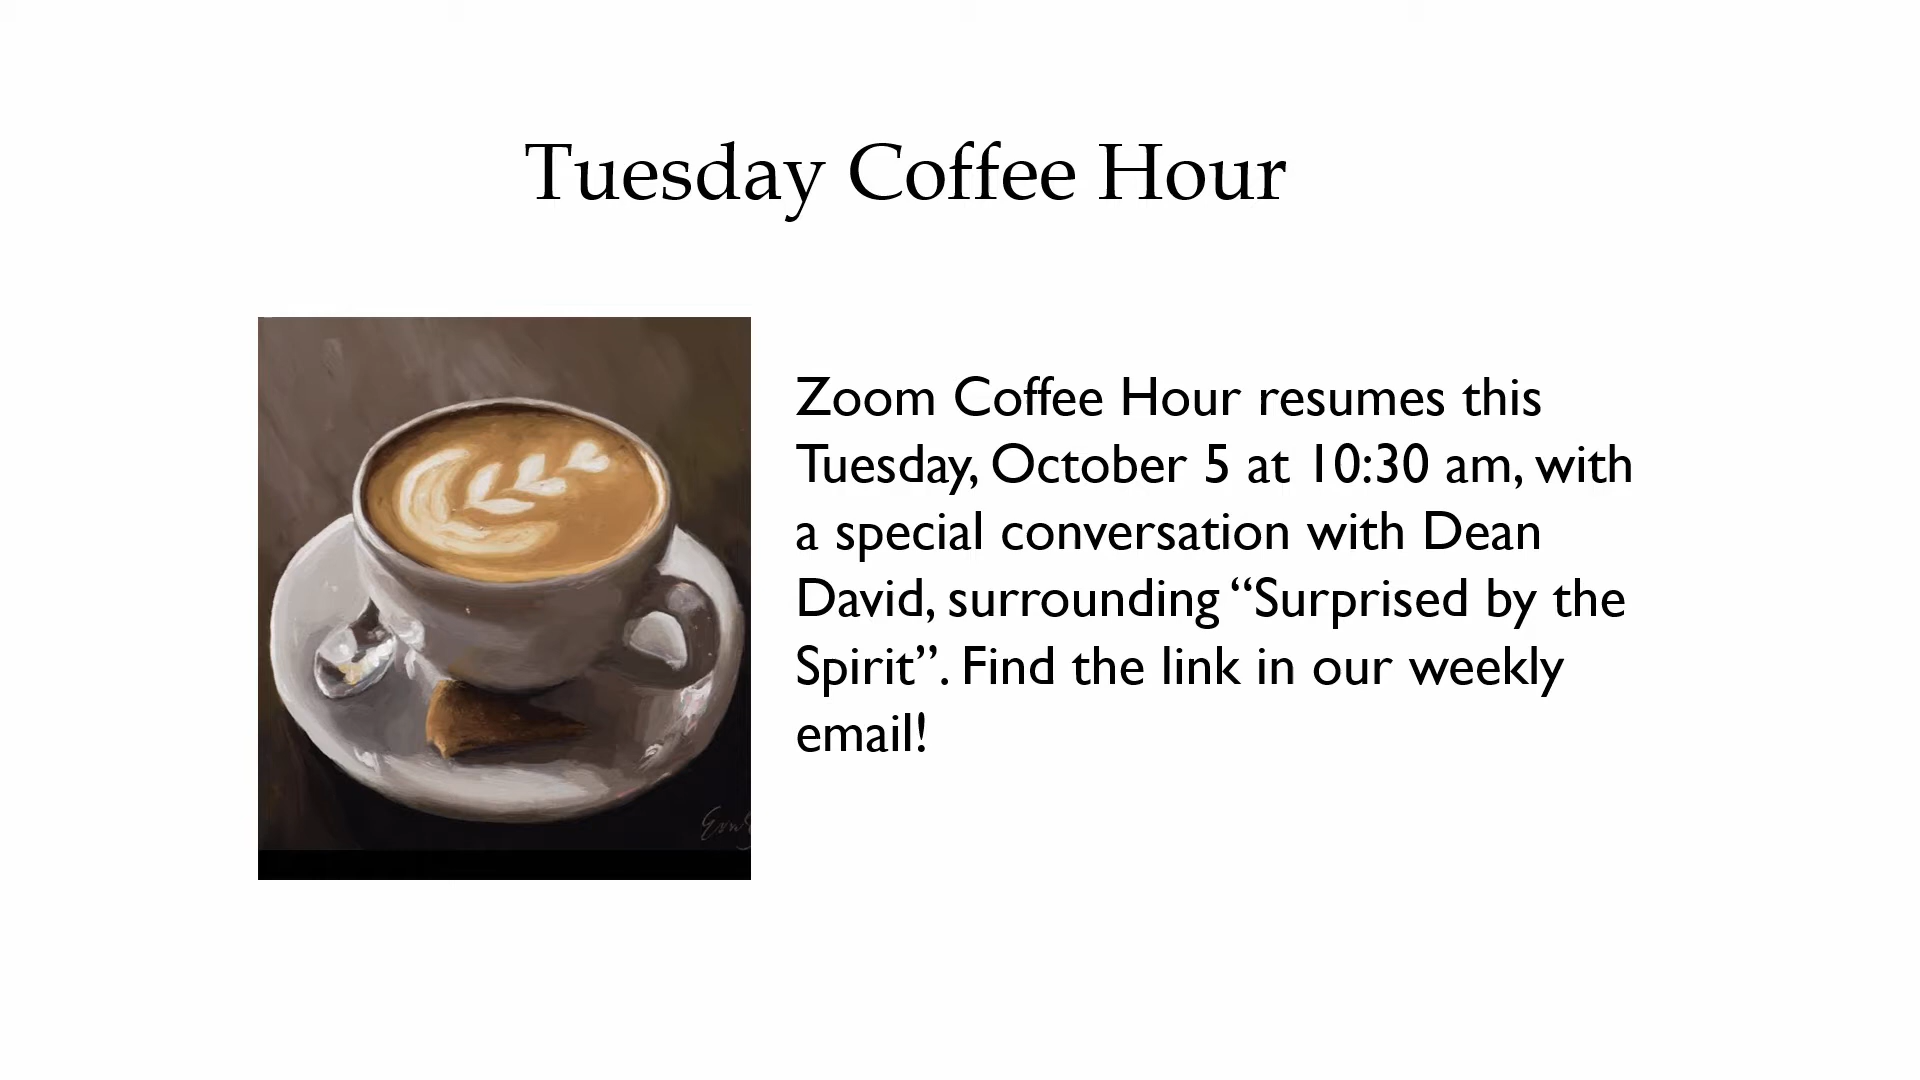 Tuesday Coffee Hour
Zoom Coffee Hour resumes this
Tuesday, October 5 at 10:30 am, with
a special conversation with Dean
David, surrounding “Surprised by the
Spirit”. Find the link in our weekly
email!